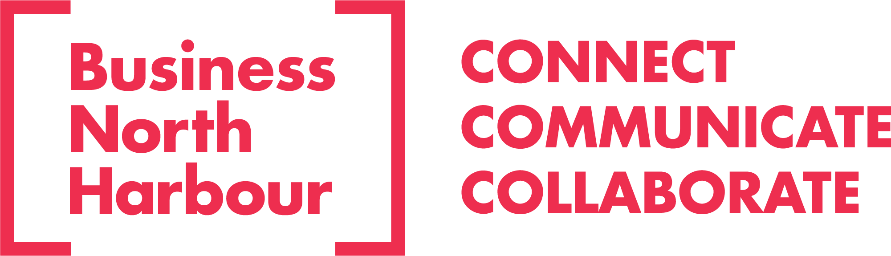 Business
North
Harbour
CONNECT
COMMUNICATE
COLLABORATE